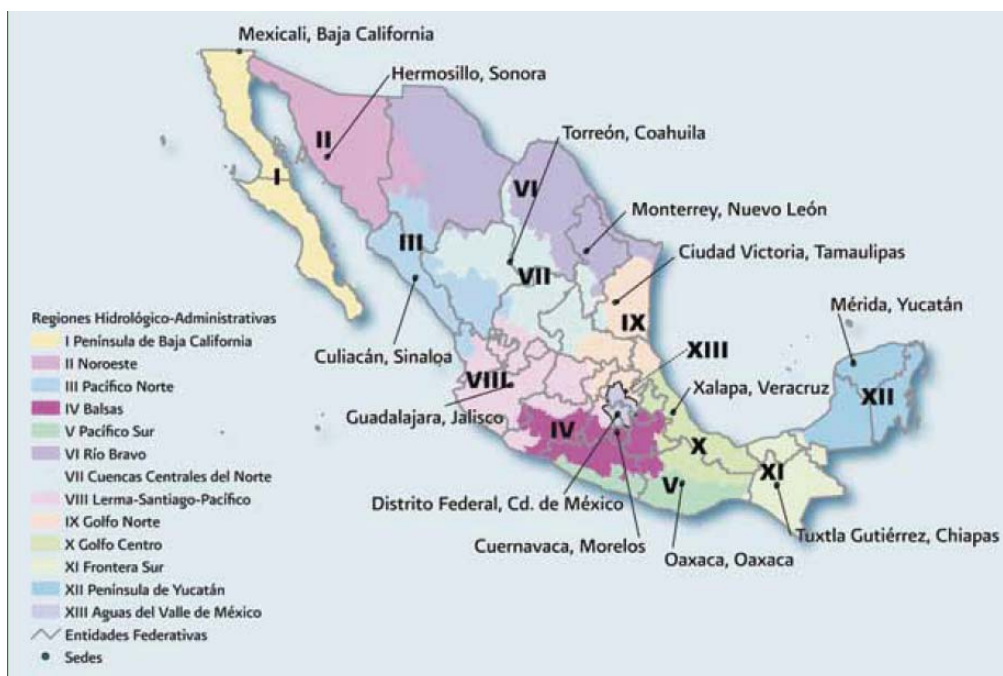 Mexicali, Baja California
Hermosillo, Sonora
Torreón, Coahuila
II
I
VI
Monterrey, Nuevo León
III
Ciudad Victoria, Tamaulipas
VII
Mérida, Yucatán
Regiones Hidrológico-Administrativas
I Península de Baja California
II Noroeste
III Pacífico Norte
IV Balsas
V Pacífico Sur
VI Río Bravo
VII Cuencas Centrales del Norte
VIII Lerma-Santiago-Pacífico
IX Golfo Norte
X Golfo Centro
XI Frontera Sur
XII Península de Yucatán
XIII Aguas del Valle de México
Entidades Federativas
Sedes
Culiacán, Sinaloa
IX
XIII
VIII
Xalapa, Veracruz
XII
Guadalajara, Jalisco
IV
X
XI
V
Distrito Federal, Cd. de México
Tuxtla Gutiérrez, Chiapas
Cuernavaca, Morelos
Oaxaca, Oaxaca